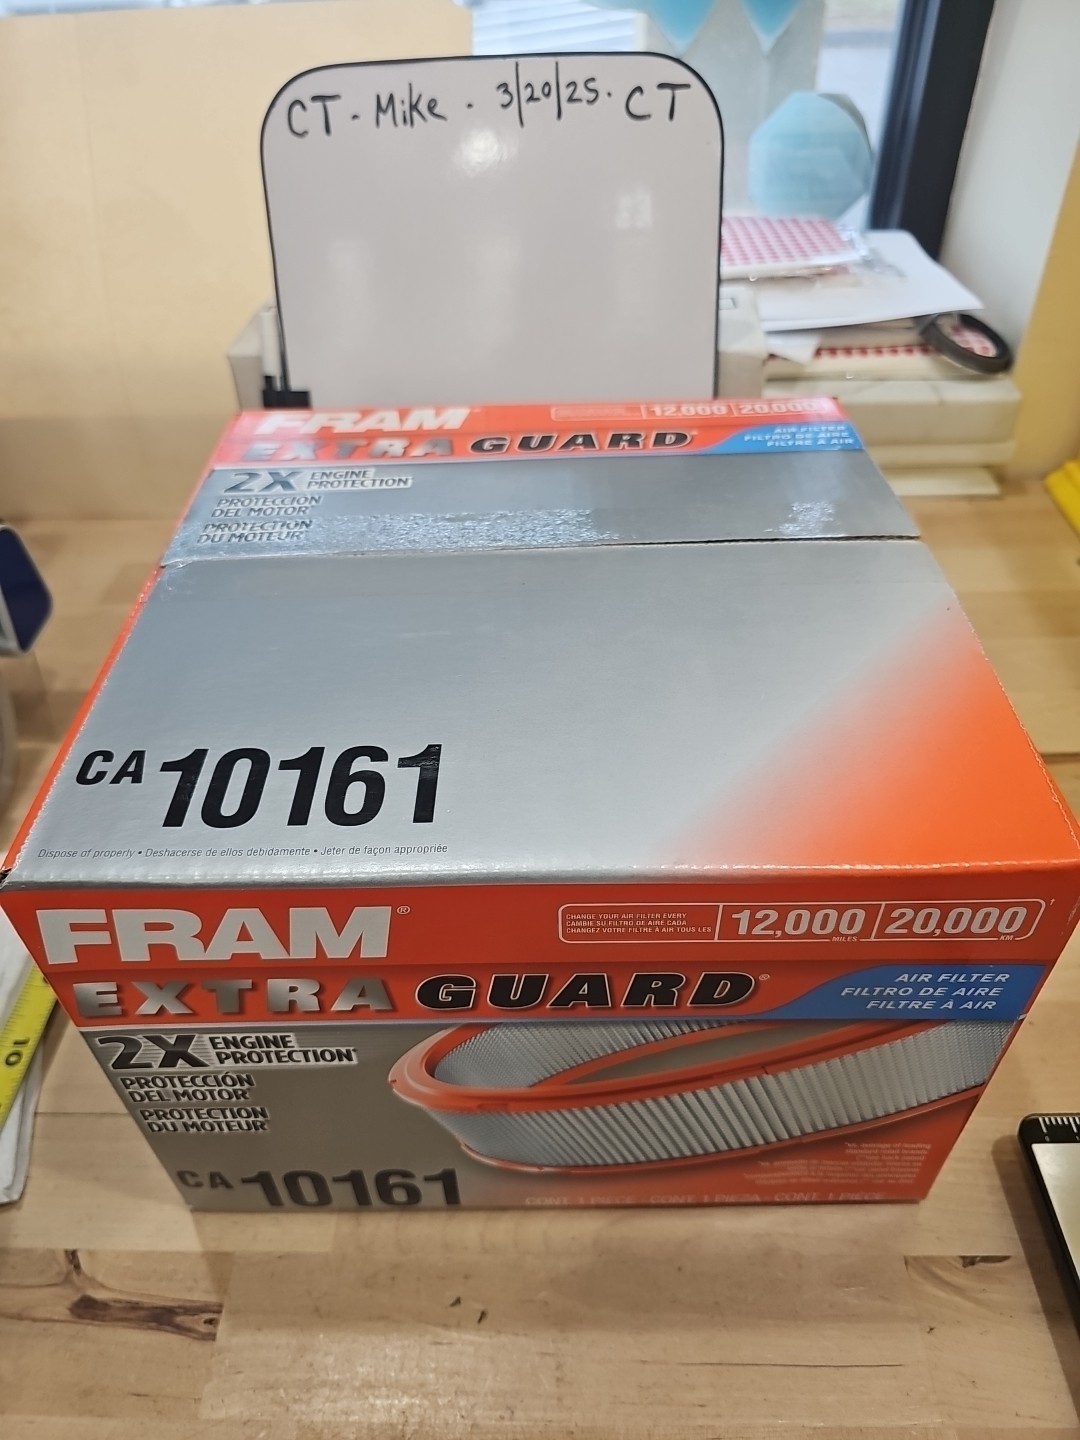 CT - Mike - 3/20/25. CT
FRAM
12,000 20,000
EXTRA GUARD®
AIR FILTER
FILTRO DE AIRE
FILTRE À AIR
2X ENGINE PROTECTION
PROTECCIÓN
DEL MOTOR
PROTECTION
DU MOTEUR
CA 10161
Dispose of properly • Deshacerse de ellos debidamente • Jeter de façon appropriée
FRAM®
CHANGE YOUR AIR FILTER EVERY
CAMBIE SU FILTRO DE AIRE CADA
CHANGEZ VOTRE FILTRE À AIR TOUS LES
12,000 MILES 20,000 KM †
EXTRA GUARD®
AIR FILTER
FILTRO DE AIRE
FILTRE À AIR
2X ENGINE PROTECTION*
PROTECCIÓN
DEL MOTOR
PROTECTION
DU MOTEUR
CA 10161
CONT. 1 PIECE · CONT. 1 PIEZA · CONT. 1 PIÈCE
10